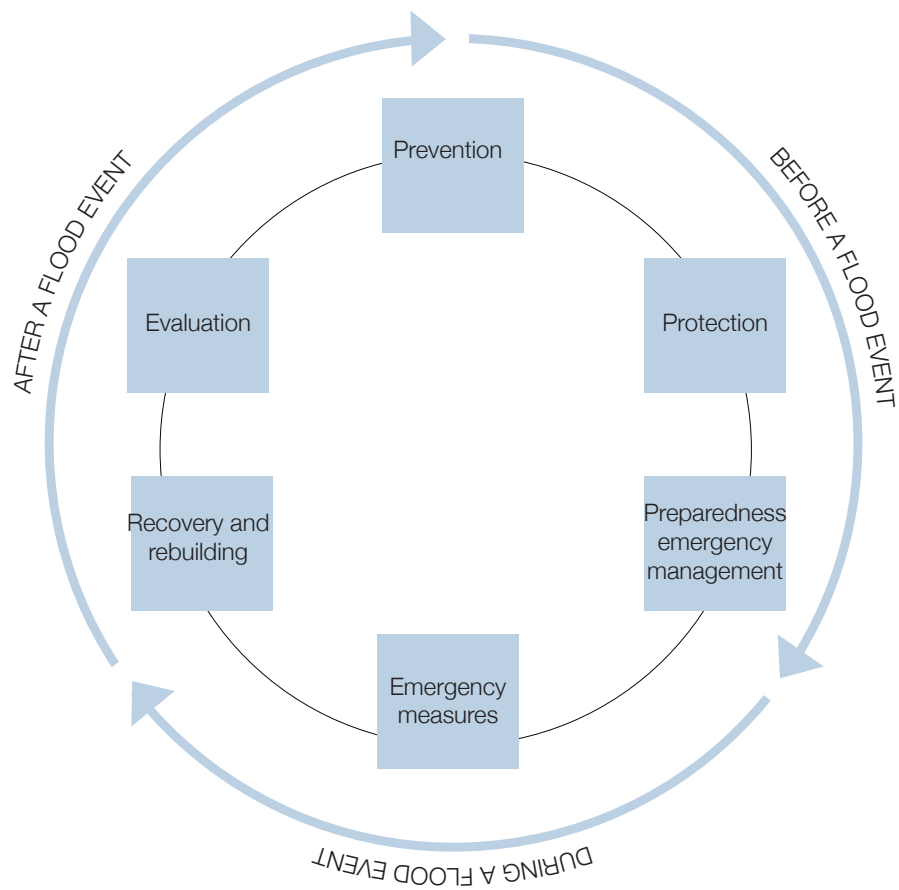 Prevention
BEFORE A FLOOD EVENT
AFTER A FLOOD EVENT
Evaluation
Protection
Recovery and
rebuilding
Preparedness
emergency
management
Emergency
measures
DURING A FLOOD EVENT